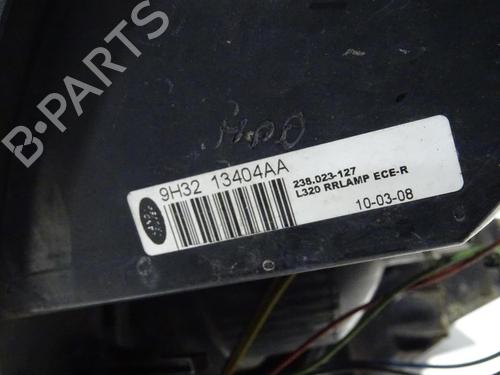 B-PARTS
9H32 13404AA
238.023-127
L320 RRLAMP ECE-R
10-03-08